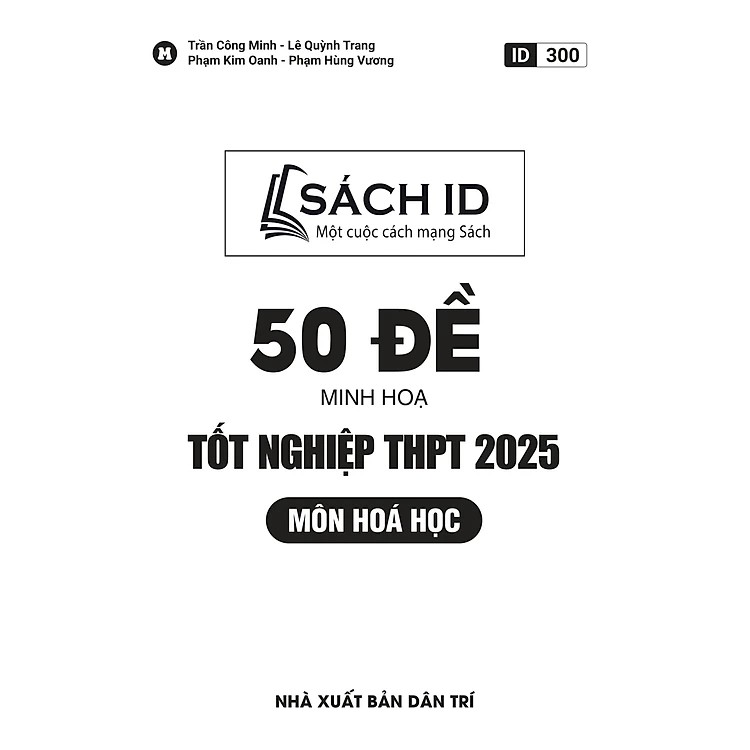 M
Trần Công Minh - Lê Quỳnh Trang
Phạm Kim Oanh - Phạm Hùng Vương
ID 300
SÁCH ID
Một cuộc cách mạng Sách
50 ĐỀ
MINH HOẠ
TỐT NGHIỆP THPT 2025
MÔN HOÁ HỌC
NHÀ XUẤT BẢN DÂN TRÍ